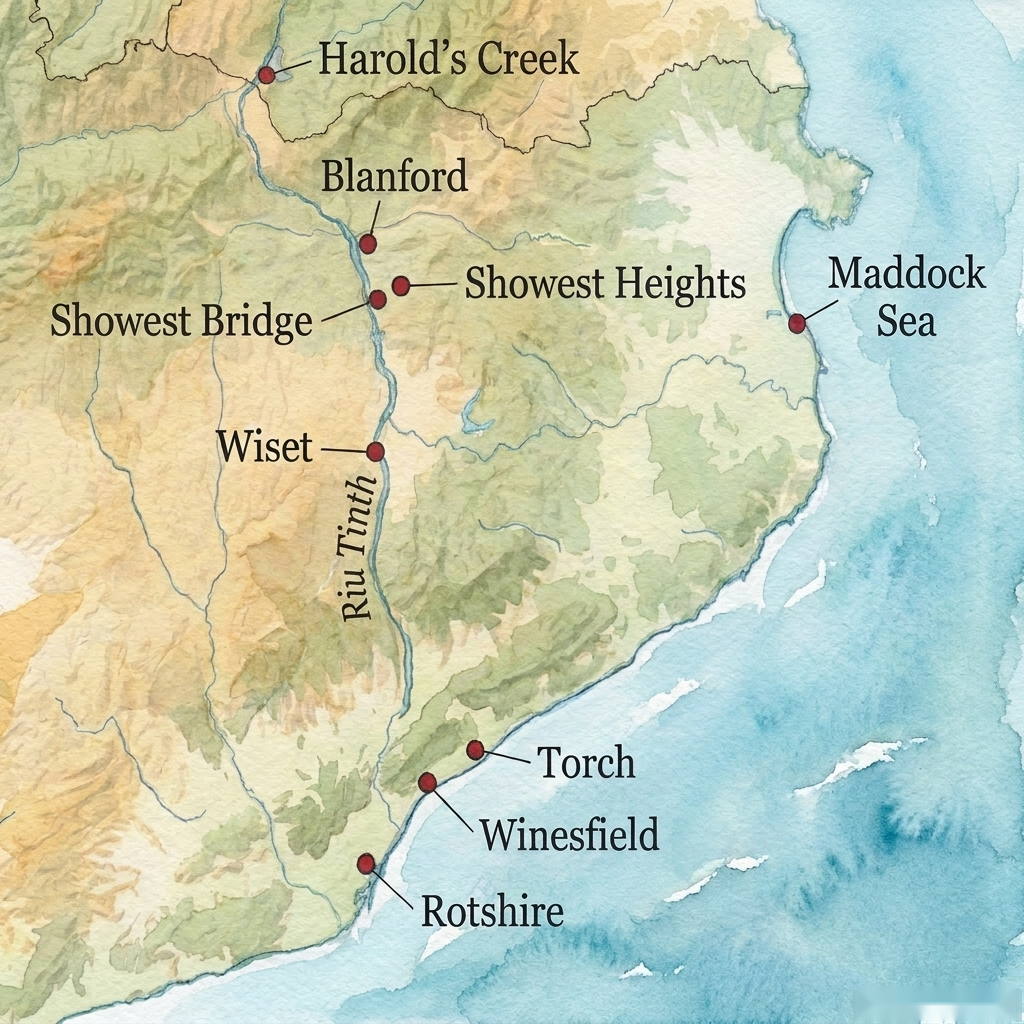 Harold's Creek
Blanford
Showest Heights
Maddock
Sea
Showest Bridge
Wiset
Riu Tinth
Torch
Winesfield
Rotshire